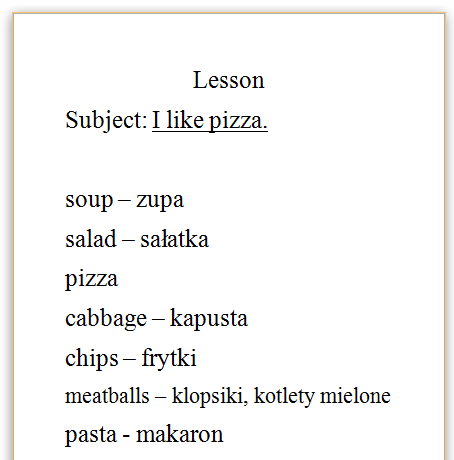 Lesson
Subject: I like pizza.
soup – zupa
salad – sałatka
pizza
cabbage – kapusta
chips – frytki
meatballs – klopsiki, kotlety mielone
pasta - makaron